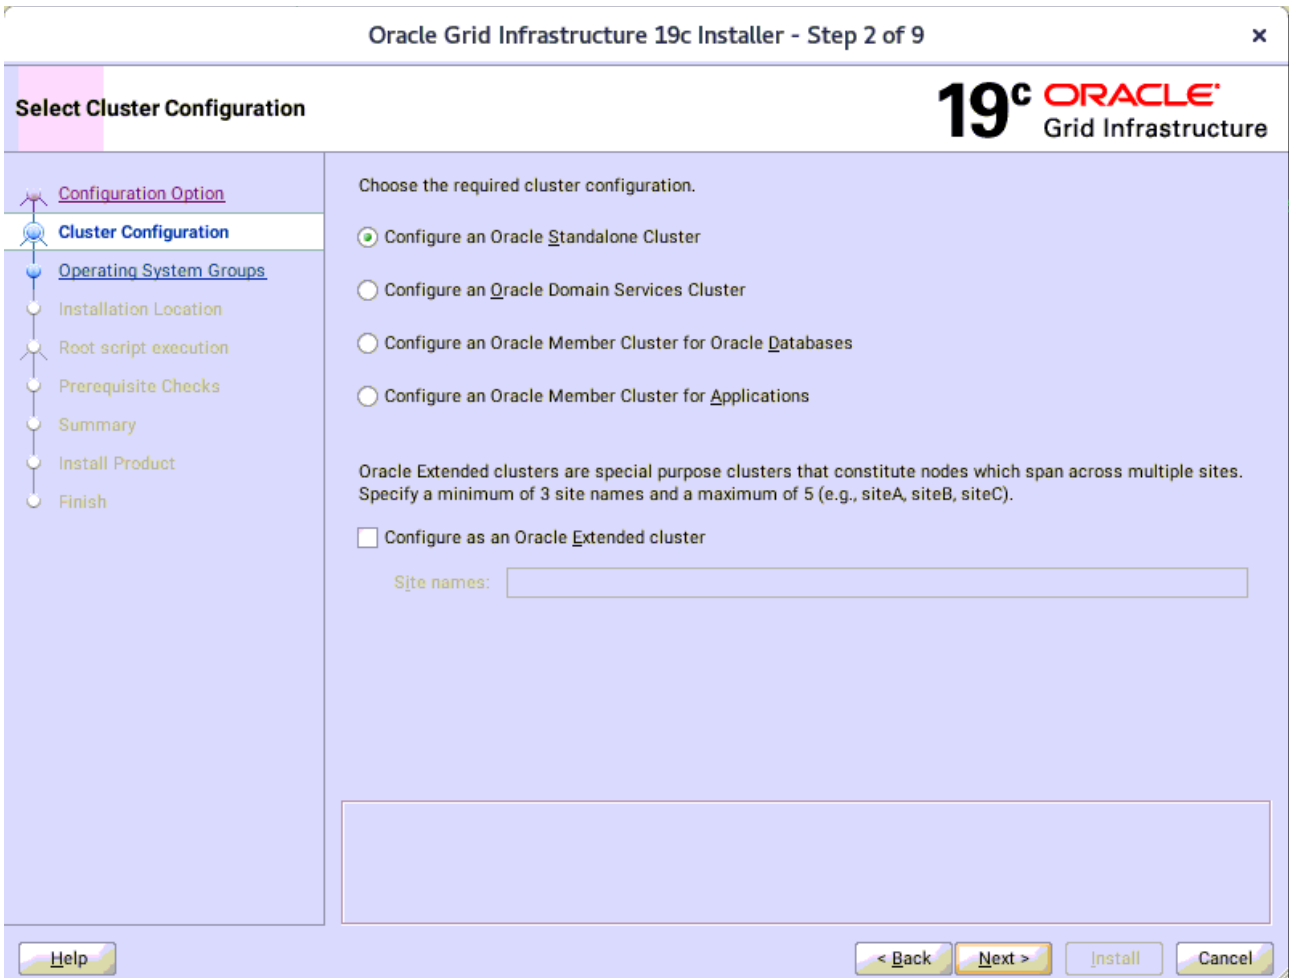 Oracle Grid Infrastructure 19c Installer - Step 2 of 9
Select Cluster Configuration
19c ORACLE
Grid Infrastructure
Configuration Option
Cluster Configuration
Operating System Groups
Installation Location
Root script execution
Prerequisite Checks
Summary
Install Product
Finish
Choose the required cluster configuration.
Configure an Oracle Standalone Cluster
Configure an Oracle Domain Services Cluster
Configure an Oracle Member Cluster for Oracle Databases
Configure an Oracle Member Cluster for Applications
Oracle Extended clusters are special purpose clusters that constitute nodes which span across multiple sites.
Specify a minimum of 3 site names and a maximum of 5 (e.g., siteA, siteB, siteC).
Configure as an Oracle Extended cluster
Site names:
Help
< Back
Next >
Install
Cancel